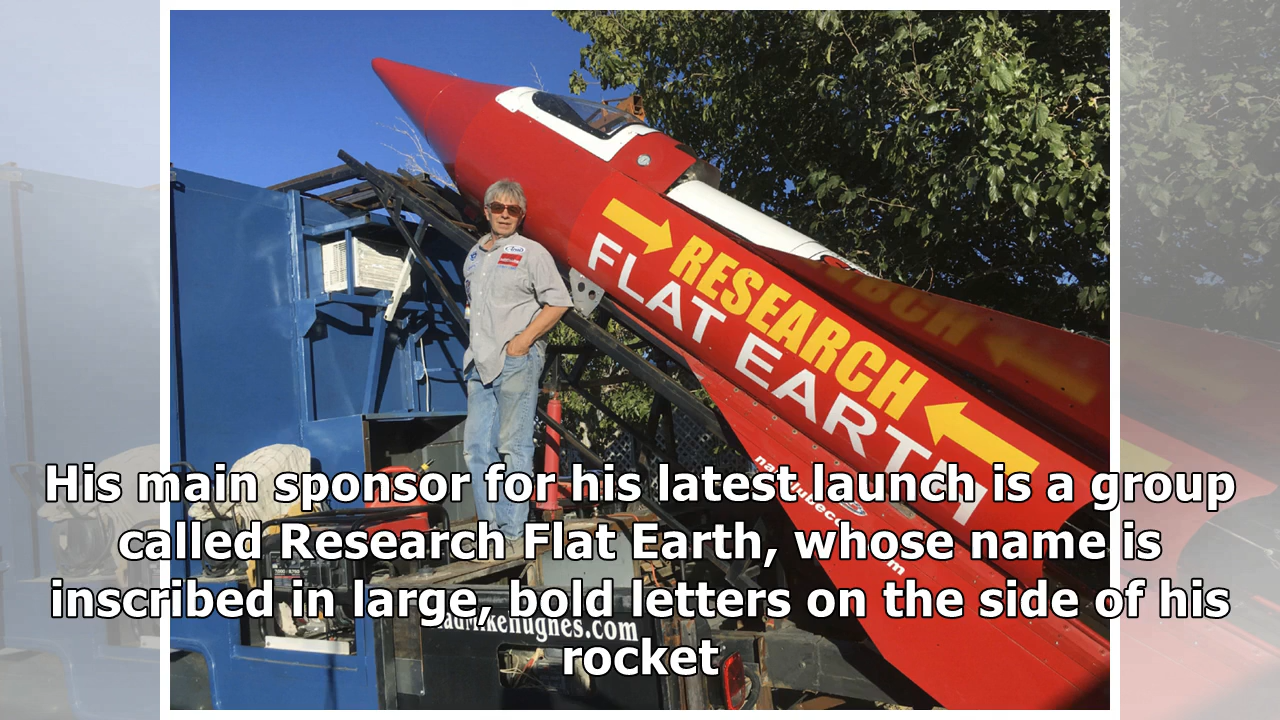 RESEARCH
FLAT EARTH
His main sponsor for his latest launch is a group
called Research Flat Earth, whose name is
inscribed in large, bold letters on the side of his
rocket